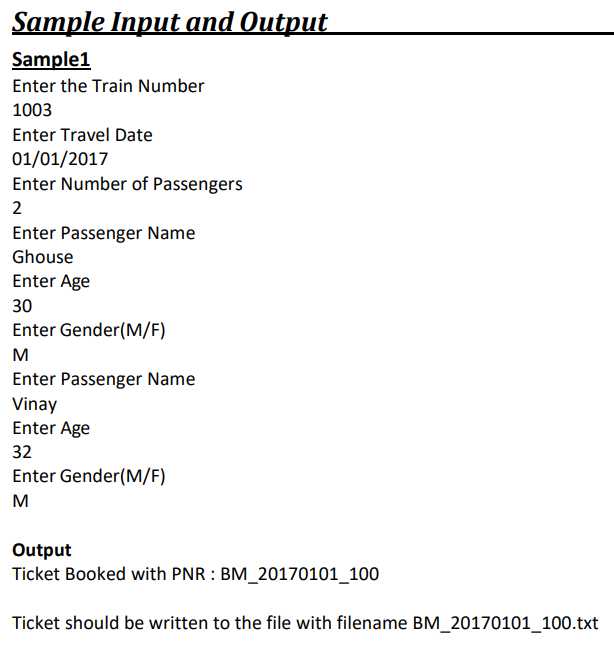 Sample Input and Output
Sample1
Enter the Train Number
1003
Enter Travel Date
01/01/2017
Enter Number of Passengers
2
Enter Passenger Name
Ghouse
Enter Age
30
Enter Gender(M/F)
M
Enter Passenger Name
Vinay
Enter Age
32
Enter Gender(M/F)
M
Output
Ticket Booked with PNR : BM_20170101_100
Ticket should be written to the file with filename BM_20170101_100.txt